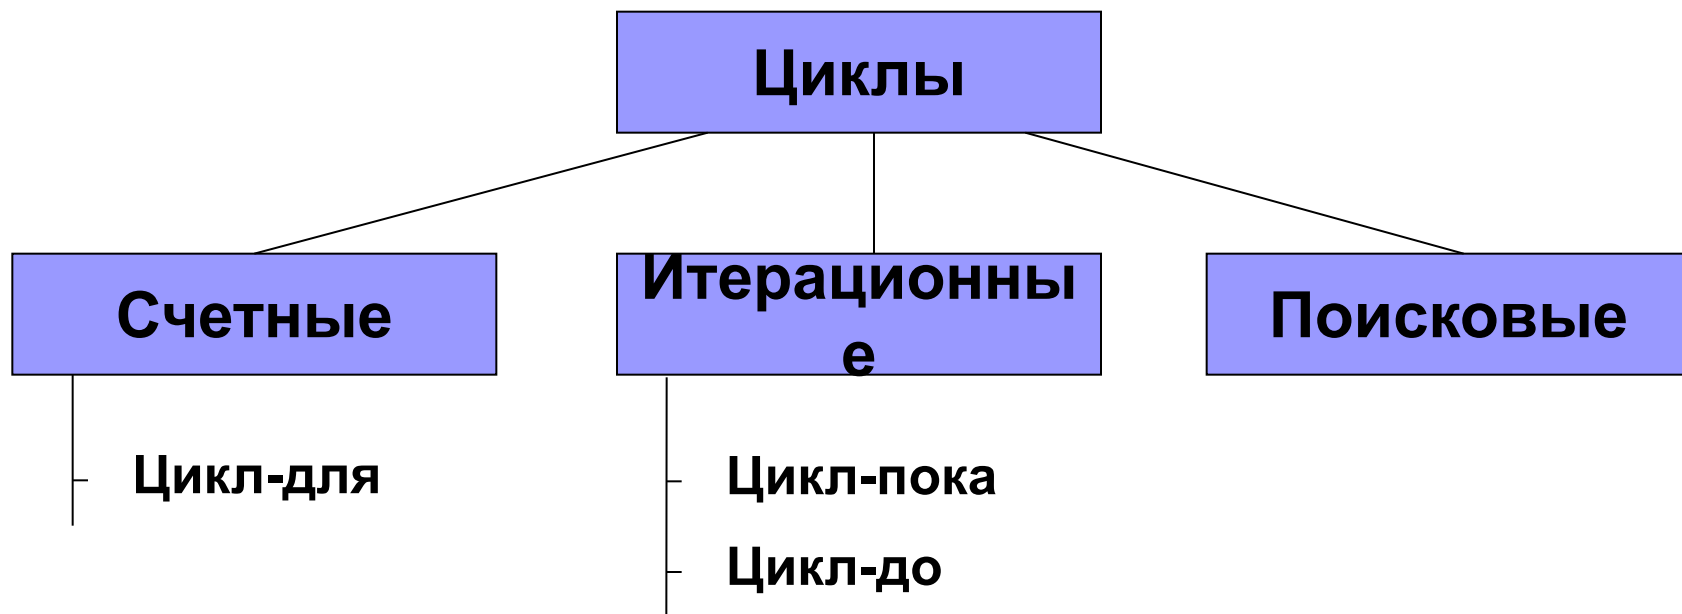 Циклы
Счетные
Итерационны
е
Поисковые
Цикл-для
Цикл-пока
Цикл-до